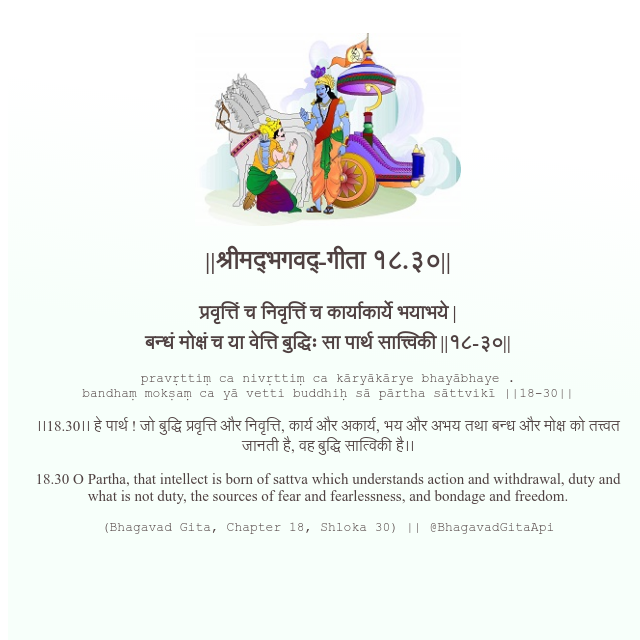 ||श्रीमद्‍भगवद्‍-गीता १८.३०||
प्रवृत्तिं च निवृत्तिं च कार्याकार्ये भयाभये |
बन्धं मोक्षं च या वेत्ति बुद्धिः सा पार्थ सात्त्विकी ||१८-३०||
pravṛttiṃ ca nivṛttiṃ ca kāryākārye bhayābhaye .
bandhaṃ mokṣaṃ ca yā vetti buddhiḥ sā pārtha sāttvikī ||18-30||
।।18.30।। हे पार्थ ! जो बुद्धि प्रवृत्ति और निवृत्ति, कार्य और अकार्य, भय और अभय तथा बन्ध और मोक्ष को तत्त्वत
जानती है, वह बुद्धि सात्विकी है।।
18.30 O Partha, that intellect is born of sattva which understands action and withdrawal, duty and
what is not duty, the sources of fear and fearlessness, and bondage and freedom.
(Bhagavad Gita, Chapter 18, Shloka 30) || @BhagavadGitaApi